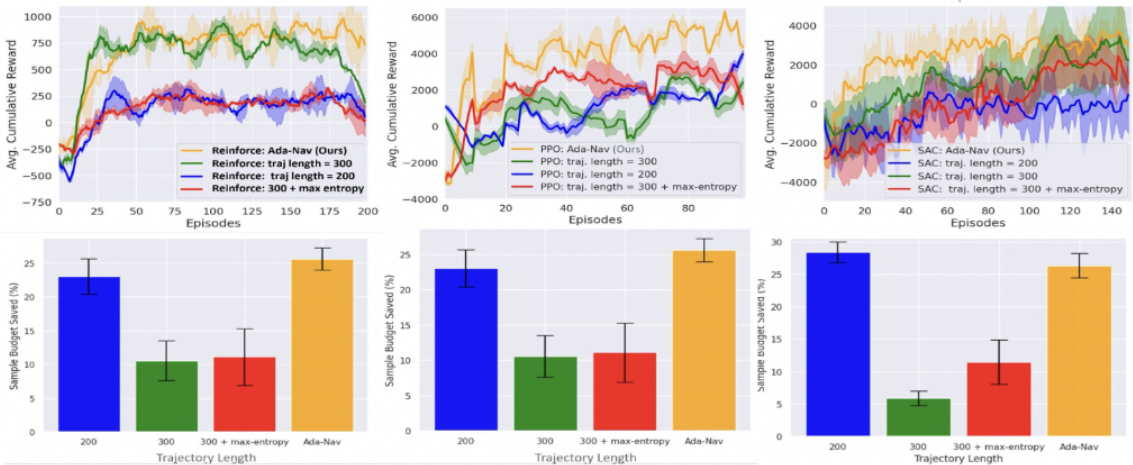 1000
750
500
250
0
−250
−500
−750
Avg. Cumulative Reward
Reinforce: Ada-Nav (Ours)
Reinforce: traj length = 300
Reinforce: traj length = 200
Reinforce: 300 + max entropy
0 25 50 75 100 125 150 175 200
Episodes
6000
4000
2000
0
−2000
−4000
Avg. Cumulative Reward
PPO: Ada-Nav (Ours)
PPO: traj. length = 300
PPO: traj. length = 200
PPO: traj. length = 300 + max-entropy
0 20 40 60 80
Episodes
4000
2000
0
−2000
−4000
Avg. Cumulative Reward
SAC: Ada-Nav (Ours)
SAC: traj. length = 200
SAC: traj. length = 300
SAC: traj. length = 300 + max-entropy
0 20 40 60 80 100 120 140
Episodes
25
20
15
10
5
0
Sample Budget Saved (%)
200 300 300 + max-entropy Ada-Nav
Trajectory Length
25
20
15
10
5
0
Sample Budget Saved (%)
200 300 300 + max-entropy Ada-Nav
Trajectory Length
30
25
20
15
10
5
0
Sample Budget Saved (%)
200 300 300 + max-entropy Ada-Nav
Trajectory Length